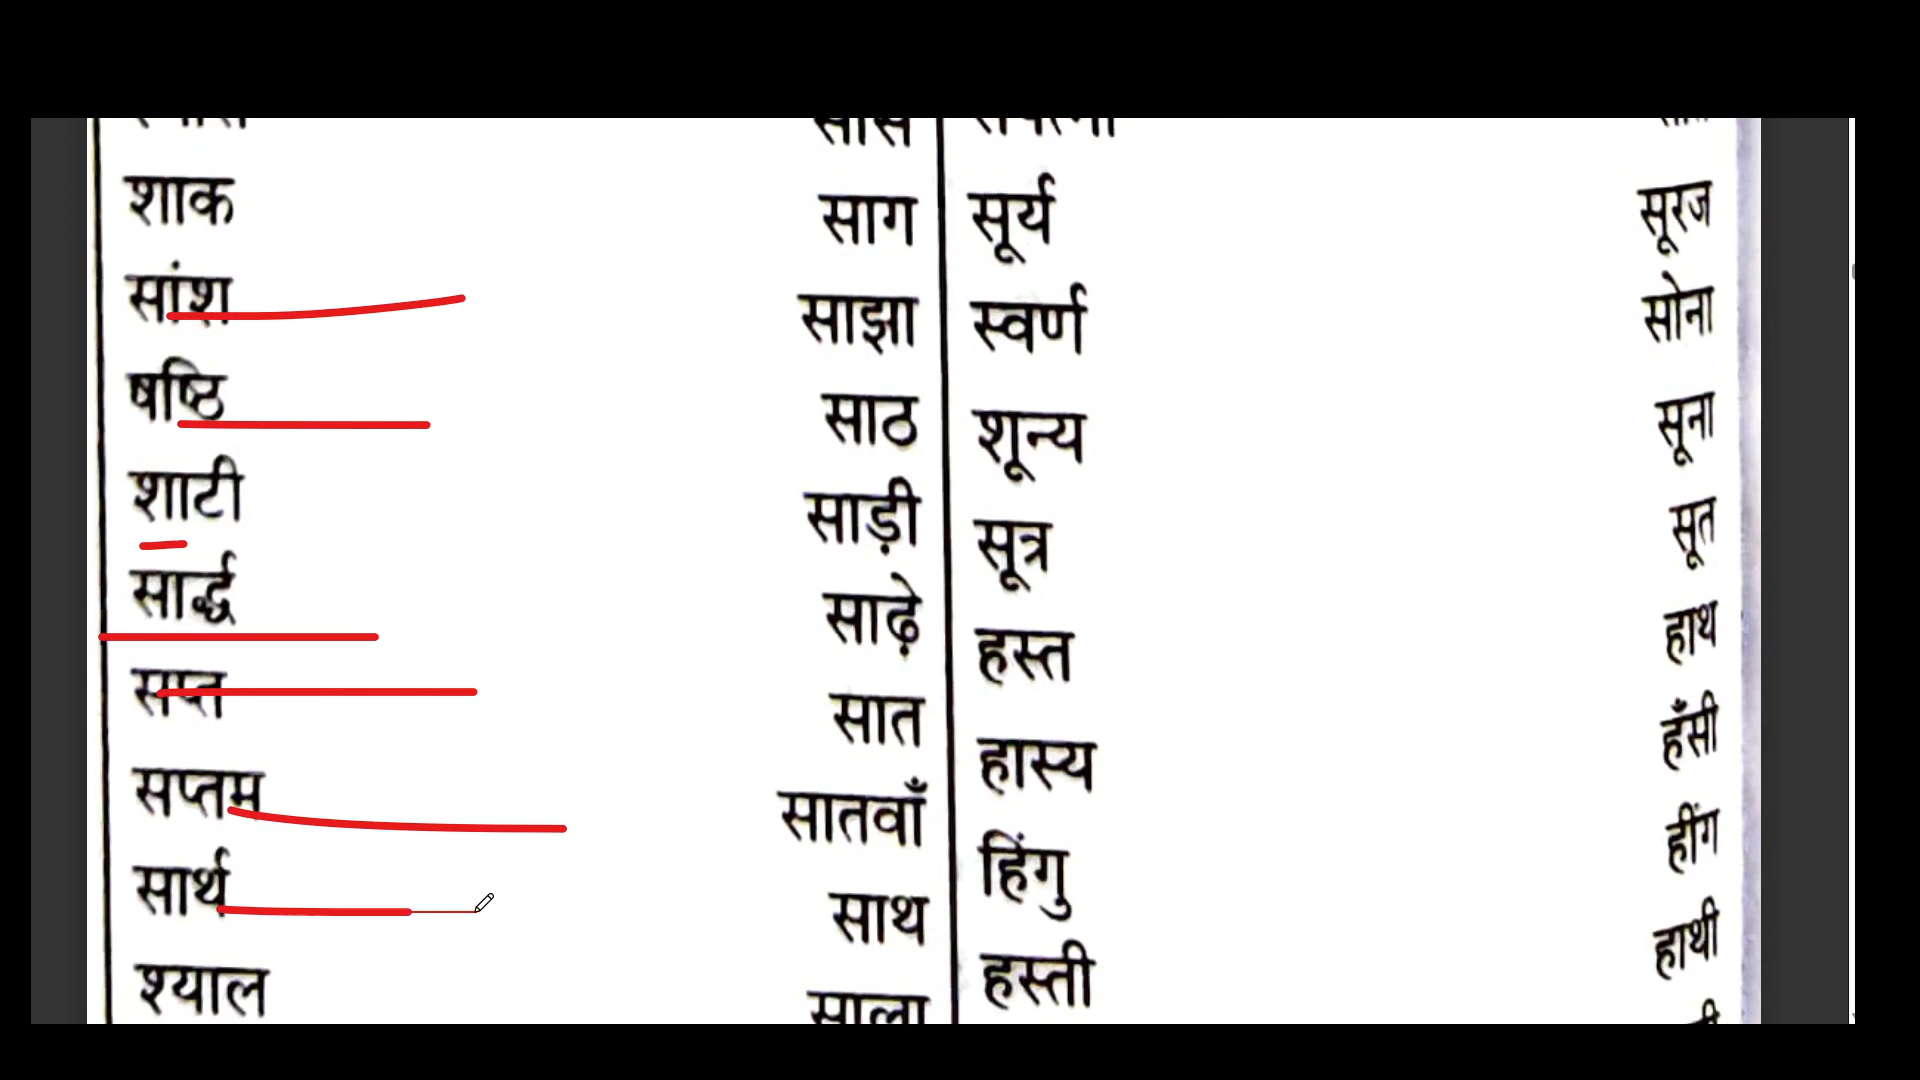 सास
शाक साग
सांश साझा
षष्ठि साठ
शाटी साड़ी
सार्द्ध साढ़े
सप्त सात
सप्तम सातवाँ
सार्थ साथ
श्याल साला
सूर्य सूरज
स्वर्ण सोना
शून्य सूना
सूत्र सूत
हस्त हाथ
हास्य हँसी
हिंगु हींग
हस्ती हाथी